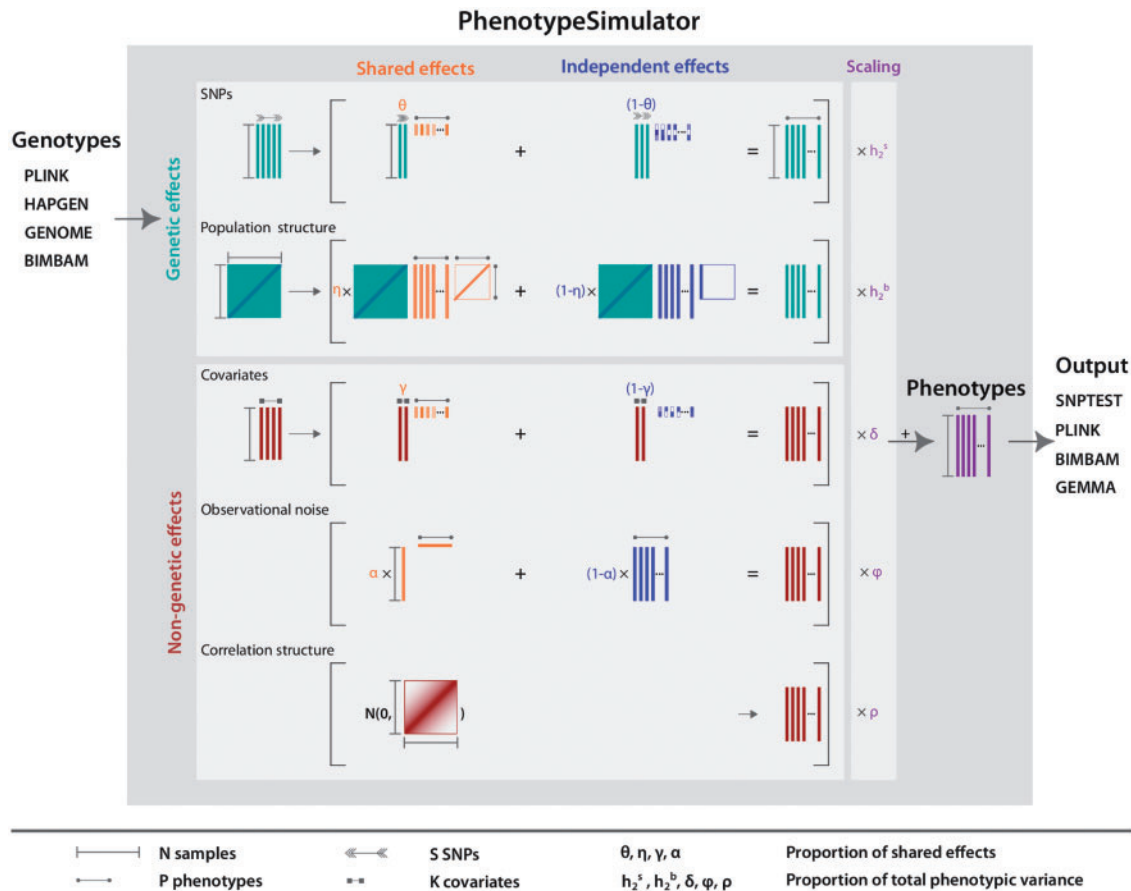 PhenotypeSimulator
Shared effects
Independent effects
Scaling
Genotypes
PLINK
HAPGEN
GENOME
BIMBAM
Genetic effects
SNPs
θ
+
(1-θ)
=
× h₂ˢ
Population structure
η ×
+
(1-η) ×
=
× h₂ᵇ
Non-genetic effects
Covariates
γ
+
(1-γ)
=
× δ
+
Observational noise
α ×
+
(1-α) ×
=
× φ
Correlation structure
N(0, )
× ρ
Phenotypes
Output
SNPTEST
PLINK
BIMBAM
GEMMA
N samples
S SNPs
θ, η, γ, α
Proportion of shared effects
P phenotypes
K covariates
h₂ˢ, h₂ᵇ, δ, φ, ρ
Proportion of total phenotypic variance